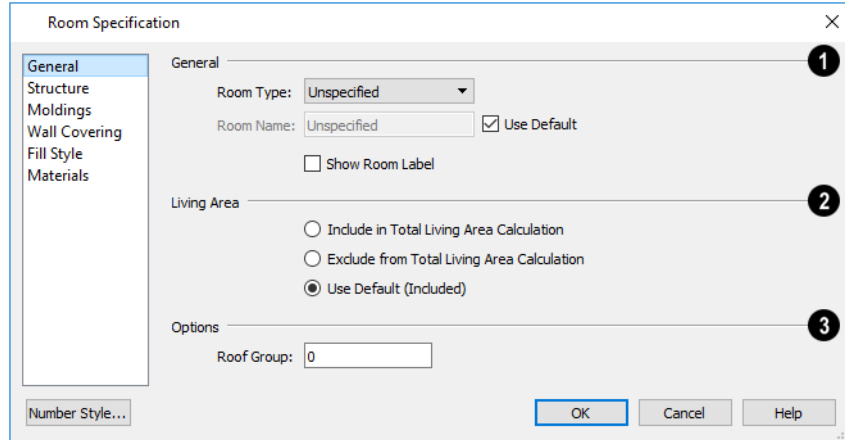 Room Specification
General
Structure
Moldings
Wall Covering
Fill Style
Materials
General
1
Room Type: Unspecified
Room Name: Unspecified Use Default
Show Room Label
Living Area
2
Include in Total Living Area Calculation
Exclude from Total Living Area Calculation
Use Default (Included)
Options
3
Roof Group: 0
Number Style...
OK Cancel Help